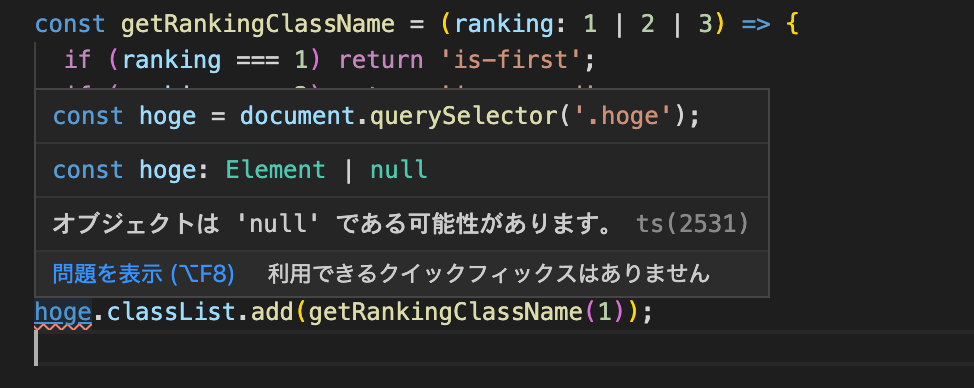 const getRankingClassName = (ranking: 1 | 2 | 3) => {
if (ranking === 1) return 'is-first';
const hoge = document.querySelector('.hoge');
const hoge: Element | null
オブジェクトは 'null' である可能性があります。 ts(2531)
問題を表示 (⌥F8) 利用できるクイックフィックスはありません
hoge.classList.add(getRankingClassName(1));